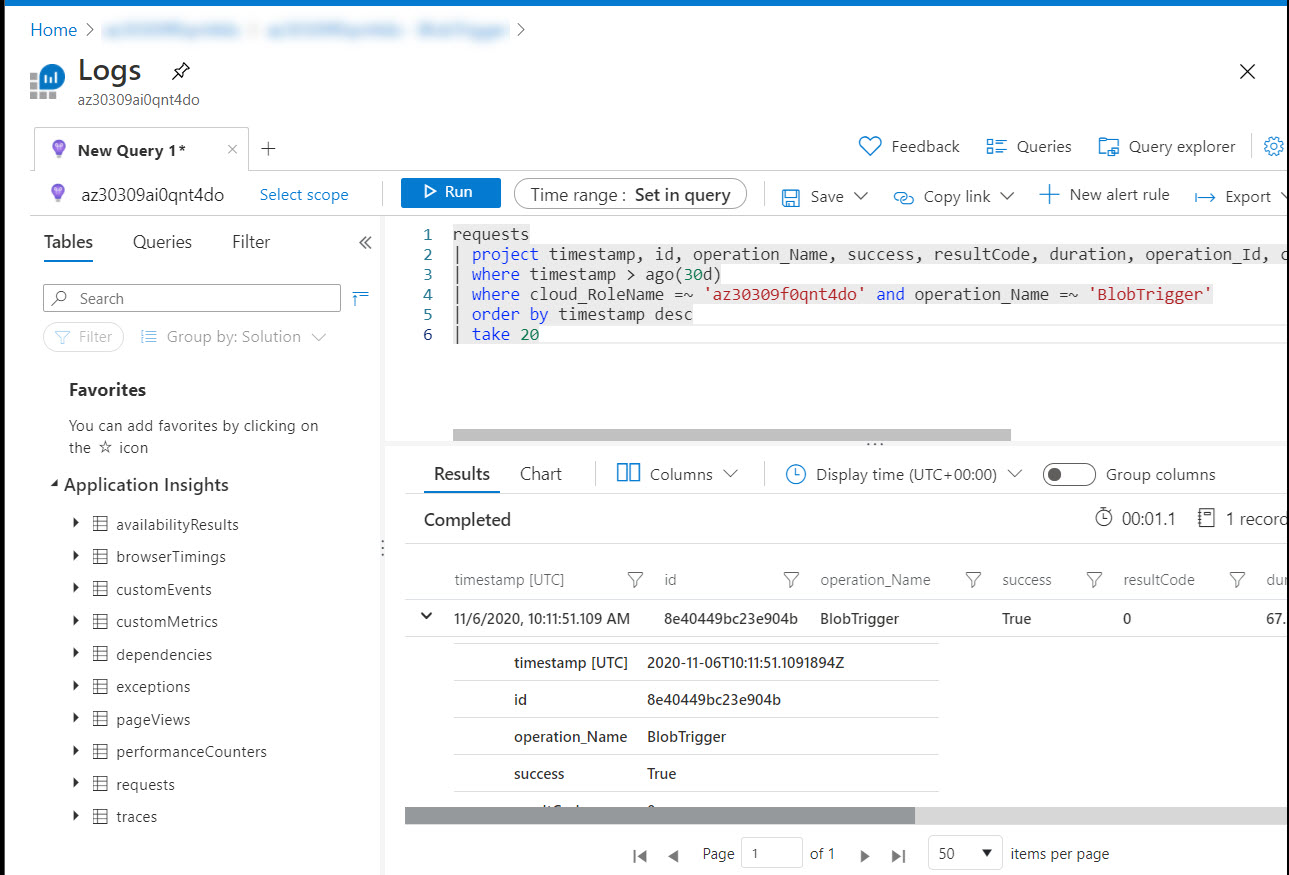 Home
Logs
az30309ai0qnt4do
New Query 1*
Feedback
Queries
Query explorer
az30309ai0qnt4do
Select scope
Run
Time range : Set in query
Save
Copy link
New alert rule
Export
Tables
Queries
Filter
Search
Filter
Group by: Solution
Favorites
You can add favorites by clicking on
the ☆ icon
Application Insights
availabilityResults
browserTimings
customEvents
customMetrics
dependencies
exceptions
pageViews
performanceCounters
requests
traces
1 requests
2 | project timestamp, id, operation_Name, success, resultCode, duration, operation_Id,
3 | where timestamp > ago(30d)
4 | where cloud_RoleName =~ 'az30309f0qnt4do' and operation_Name =~ 'BlobTrigger'
5 | order by timestamp desc
6 | take 20
Results
Chart
Columns
Display time (UTC+00:00)
Group columns
Completed
00:01.1
1 record
timestamp [UTC] id operation_Name success resultCode
11/6/2020, 10:11:51.109 AM 8e40449bc23e904b BlobTrigger True 0 67.
timestamp [UTC] 2020-11-06T10:11:51.1091894Z
id 8e40449bc23e904b
operation_Name BlobTrigger
success True
Page 1 of 1
50 items per page